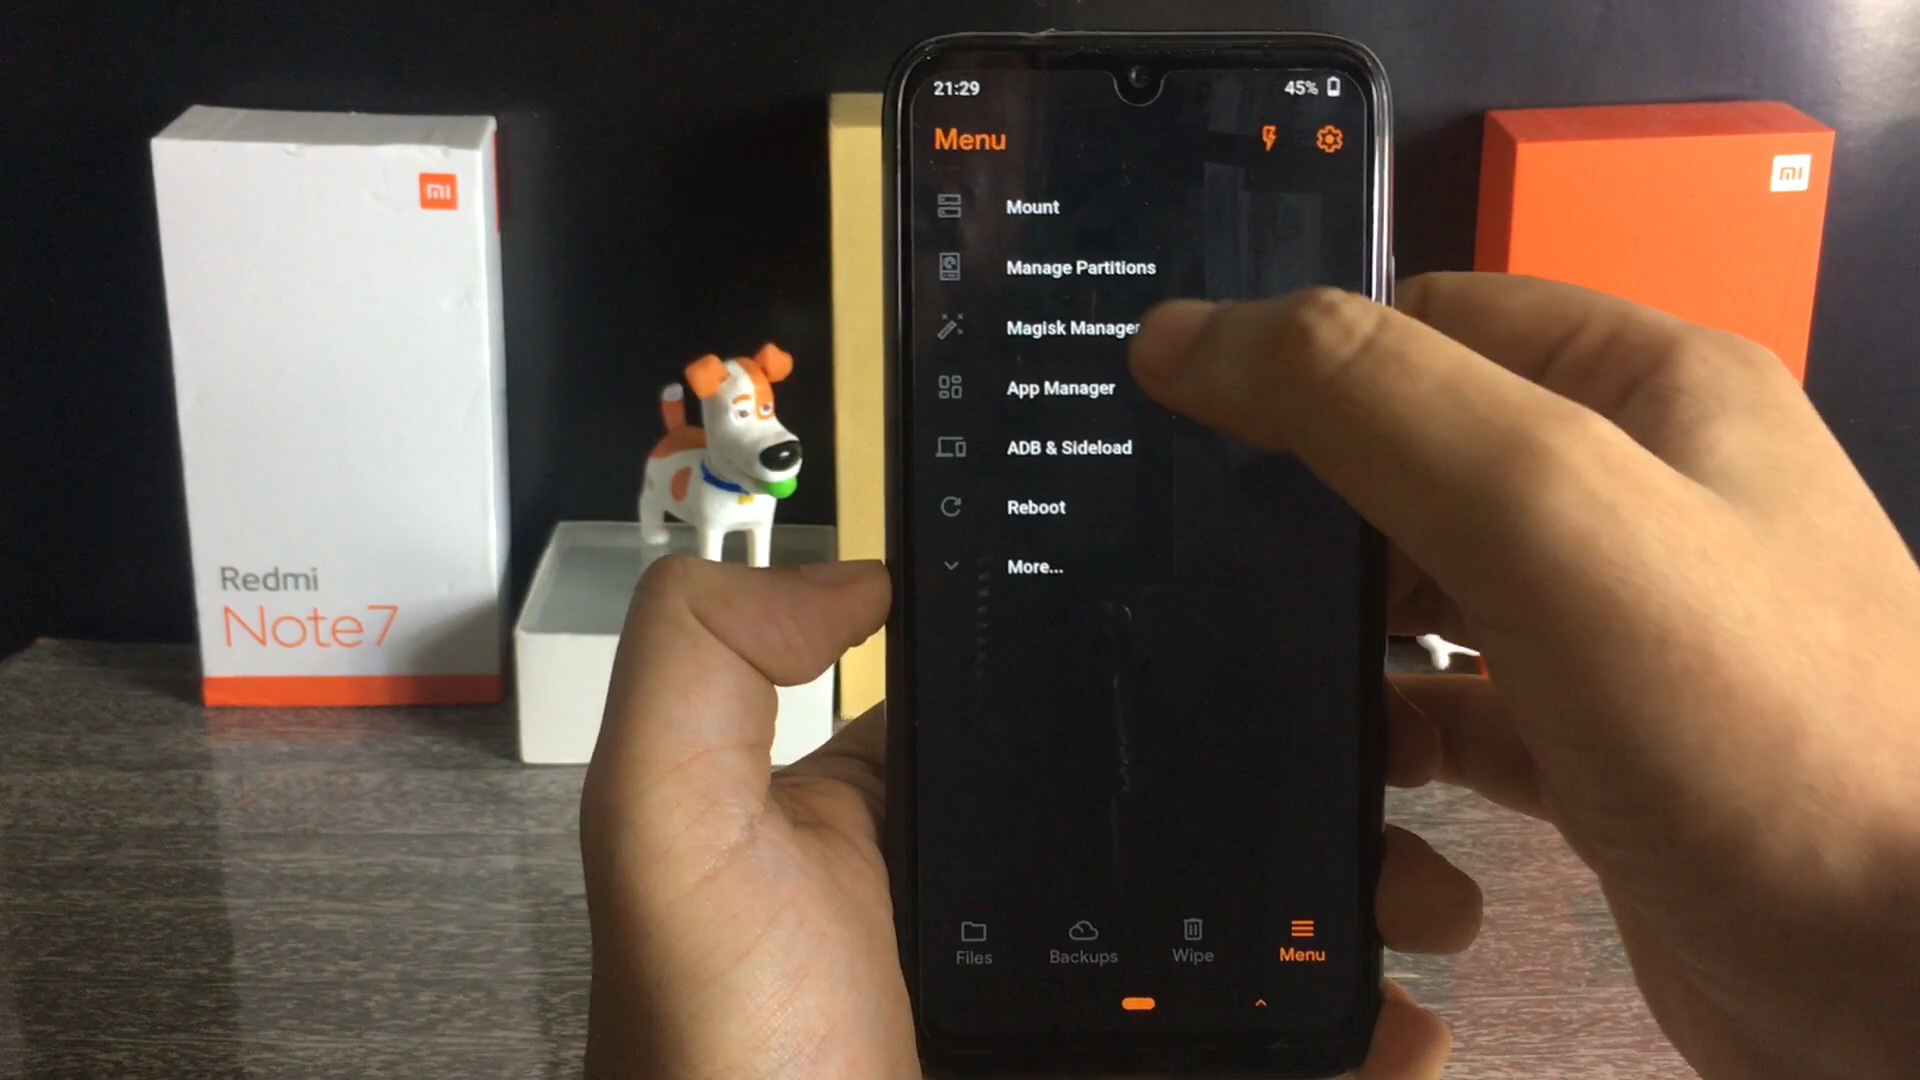 mi
Redmi
Note7
21:29
45%
Menu
Mount
Manage Partitions
Magisk Manager
App Manager
ADB & Sideload
Reboot
More...
Files
Backups
Wipe
Menu
mi